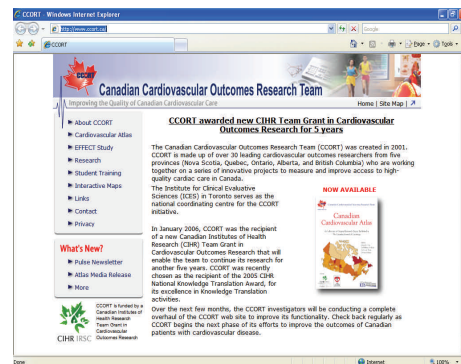 CCORT - Windows Internet Explorer
http://www.ccort.ca/
Google
CCORT
Page
Tools
CCORT
Canadian Cardiovascular Outcomes Research Team
Improving the Quality of Canadian Cardiovascular Care
Home | Site Map |
About CCORT
Cardiovascular Atlas
EFFECT Study
Research
Student Training
Interactive Maps
Links
Contact
Privacy
What's New?
Pulse Newsletter
Atlas Media Release
More
CIHR IRSC
CCORT is funded by a
Canadian Institutes of
Health Research
Team Grant in
Cardiovascular
Outcomes Research
CCORT awarded new CIHR Team Grant in Cardiovascular
Outcomes Research for 5 years
The Canadian Cardiovascular Outcomes Research Team (CCORT) was created in 2001.
CCORT is made up of over 30 leading cardiovascular outcomes researchers from five
provinces (Nova Scotia, Quebec, Ontario, Alberta, and British Columbia) who are working
together on a series of innovative projects to measure and improve access to high-
quality cardiac care in Canada.
The Institute for Clinical Evaluative
Sciences (ICES) in Toronto serves as the
national coordinating centre for the CCORT
initiative.
In January 2006, CCORT was the recipient
of a new Canadian Institutes of Health
Research (CIHR) Team Grant in
Cardiovascular Outcomes Research that will
enable the team to continue its research for
another five years. CCORT was recently
chosen as the recipient of the 2005 CIHR
National Knowledge Translation Award, for
its excellence in Knowledge Translation
activities.
NOW AVAILABLE
Canadian
Cardiovascular Atlas
Over the next few months, the CCORT investigators will be conducting a complete
overhaul of the CCORT web site to improve its functionality. Check back regularly as
CCORT begins the next phase of its efforts to improve the outcomes of Canadian
patients with cardiovascular disease.
Done
Internet
100%